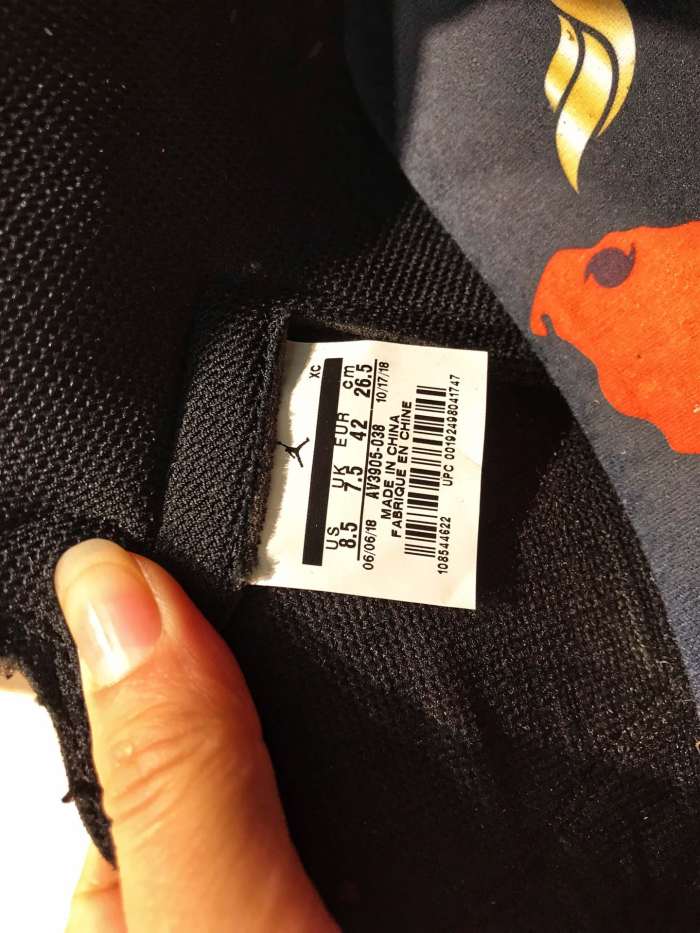 XC
US UK EUR cm
8.5 7.5 42 26.5
06/06/18 AV3905-038 10/17/18
MADE IN CHINA
FABRIQUE EN CHINE
108544622 UPC 00192498041747